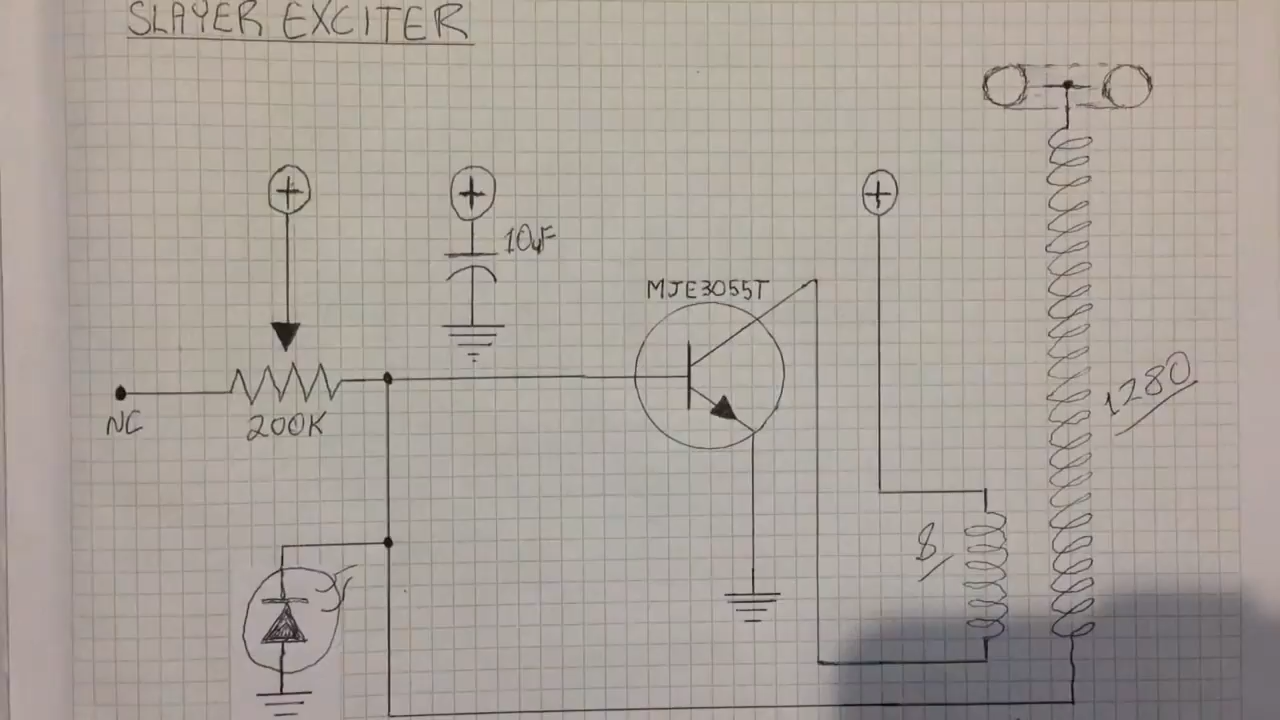 SLAYER EXCITER
+
+
+
10uF
MJE3055T
NC
200K
1280
8